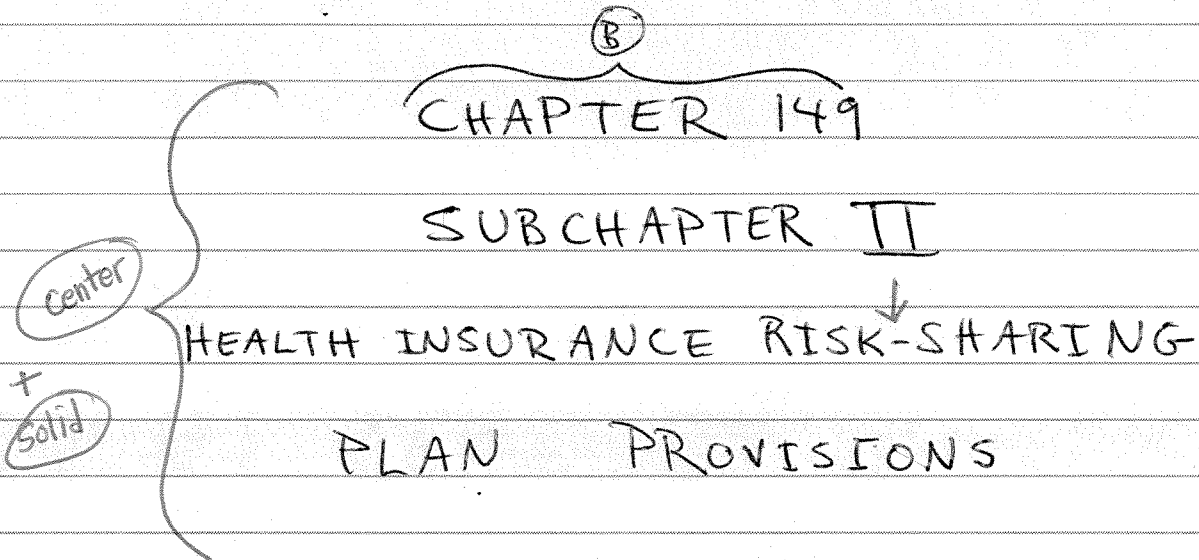 B
CHAPTER 149
SUBCHAPTER II
center
HEALTH INSURANCE RISK-SHARING
+
solid
PLAN PROVISIONS